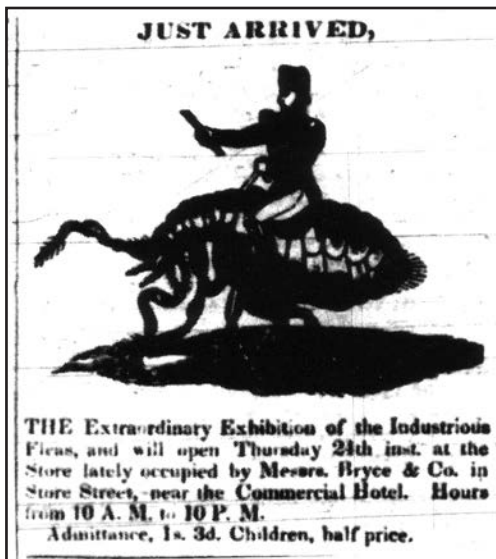 JUST ARRIVED,
THE Extraordinary Exhibition of the Industrious
Fleas, and will open Thursday 24th inst. at the
Store lately occupied by Messrs. Bryce & Co. in
Store Street, near the Commercial Hotel. Hours
from 10 A. M. to 10 P. M.
Admittance, 1s. 3d. Children, half price.